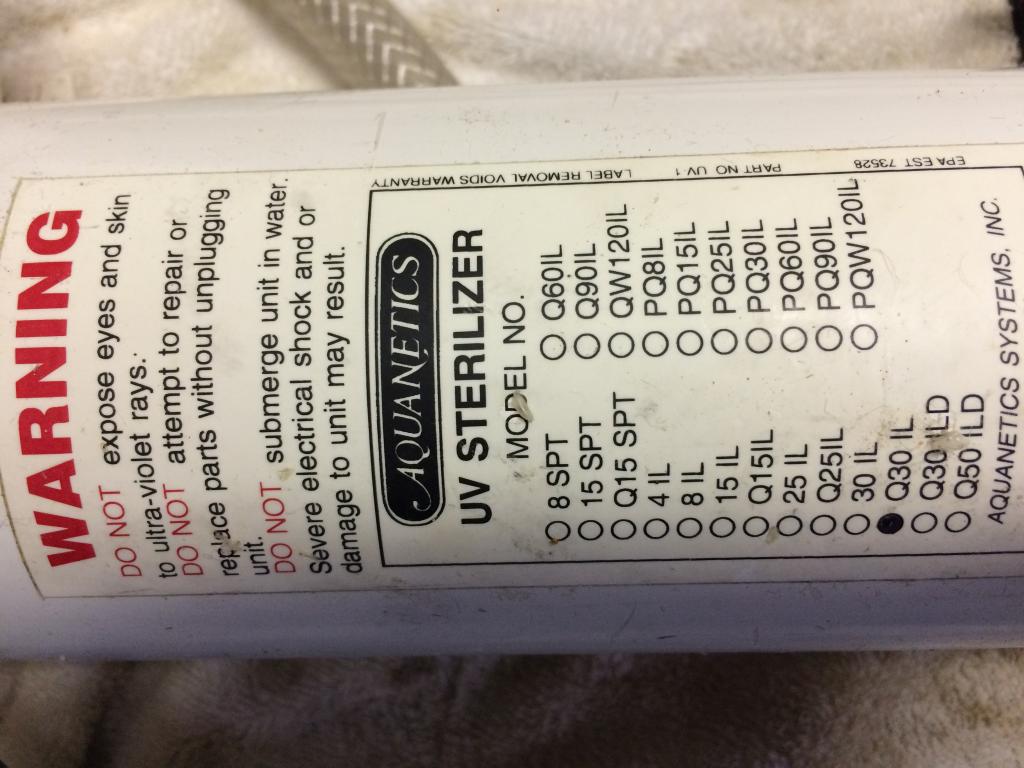 WARNING
DO NOT expose eyes and skin
to ultra-violet rays.
DO NOT attempt to repair or
replace parts without unplugging
unit.
DO NOT submerge unit in water.
Severe electrical shock and or
damage to unit may result.
AQUANETICS
UV STERILIZER
MODEL NO.
8 SPT
15 SPT
Q15 SPT
4 IL
8 IL
15 IL
Q15IL
25 IL
Q25IL
30 IL
Q30 IL
Q30 ILD
Q50 ILD
Q60IL
Q90IL
QW120IL
PQ8IL
PQ15IL
PQ25IL
PQ30IL
PQ60IL
PQ90IL
PQW120IL
AQUANETICS SYSTEMS, INC.
EPA EST 73528 PART NO UV-1 LABEL REMOVAL VOIDS WARRANTY